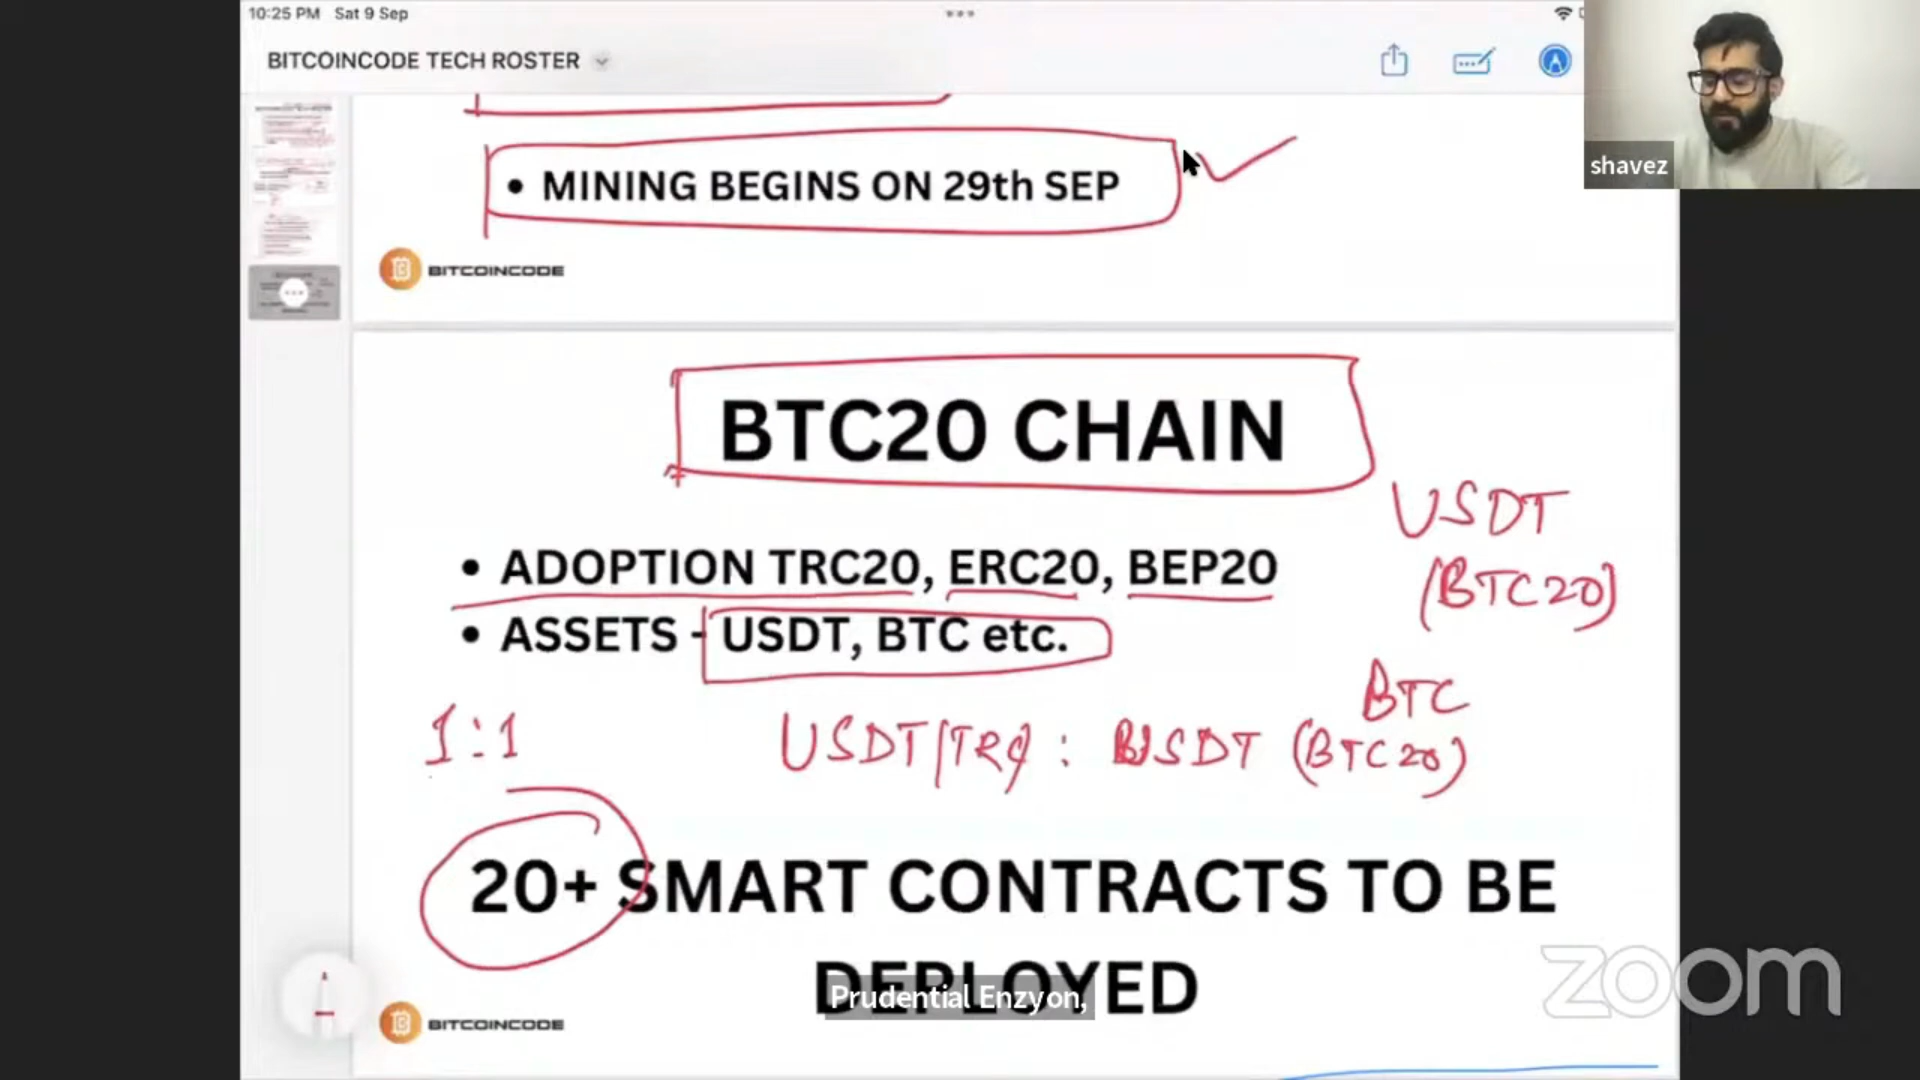 10:25 PM Sat 9 Sep
BITCOINCODE TECH ROSTER
shavez
• MINING BEGINS ON 29th SEP
BITCOINCODE
BTC20 CHAIN
USDT
(BTC20)
• ADOPTION TRC20, ERC20, BEP20
• ASSETS - USDT, BTC etc.
BTC
1:1
USDT (BTC20)
20+ SMART CONTRACTS TO BE
DEPLOYED
Prudential Enzyon,
BITCOINCODE
zoom